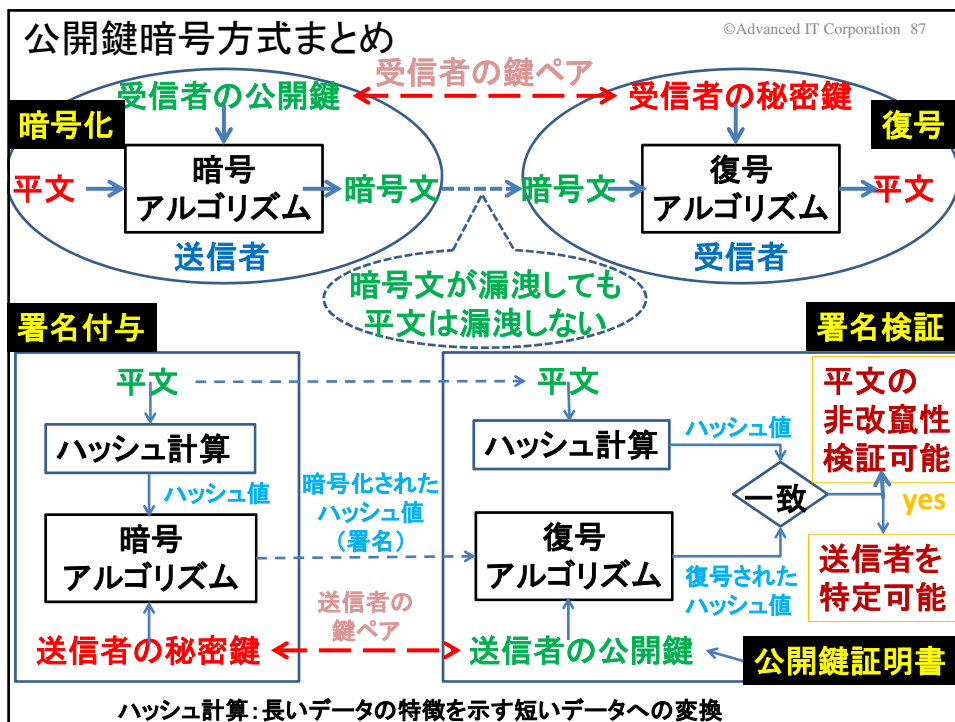 公開鍵暗号方式まとめ
©Advanced IT Corporation 87
受信者の鍵ペア
受信者の公開鍵
受信者の秘密鍵
暗号化
復号
平文
暗号
アルゴリズム
暗号文
暗号文
復号
アルゴリズム
平文
送信者
受信者
暗号文が漏洩しても
平文は漏洩しない
署名付与
署名検証
平文
平文
平文の
非改竄性
検証可能
ハッシュ計算
ハッシュ計算
ハッシュ値
ハッシュ値
暗号化された
ハッシュ値
（署名）
一致
yes
暗号
アルゴリズム
復号
アルゴリズム
復号された
ハッシュ値
送信者を
特定可能
送信者の
鍵ペア
送信者の秘密鍵
送信者の公開鍵
公開鍵証明書
ハッシュ計算：長いデータの特徴を示す短いデータへの変換